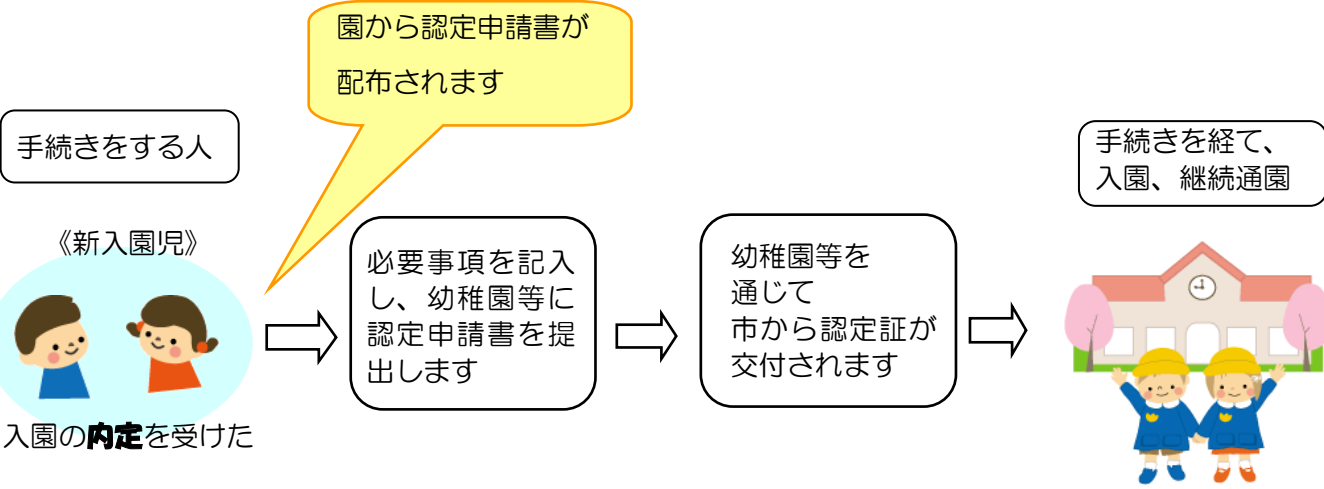 園から認定申請書が
配布されます
手続きをする人
《新入園児》
入園の内定を受けた
必要事項を記入
し、幼稚園等に
認定申請書を提
出します
幼稚園等を
通じて
市から認定証が
交付されます
手続きを経て、
入園、継続通園